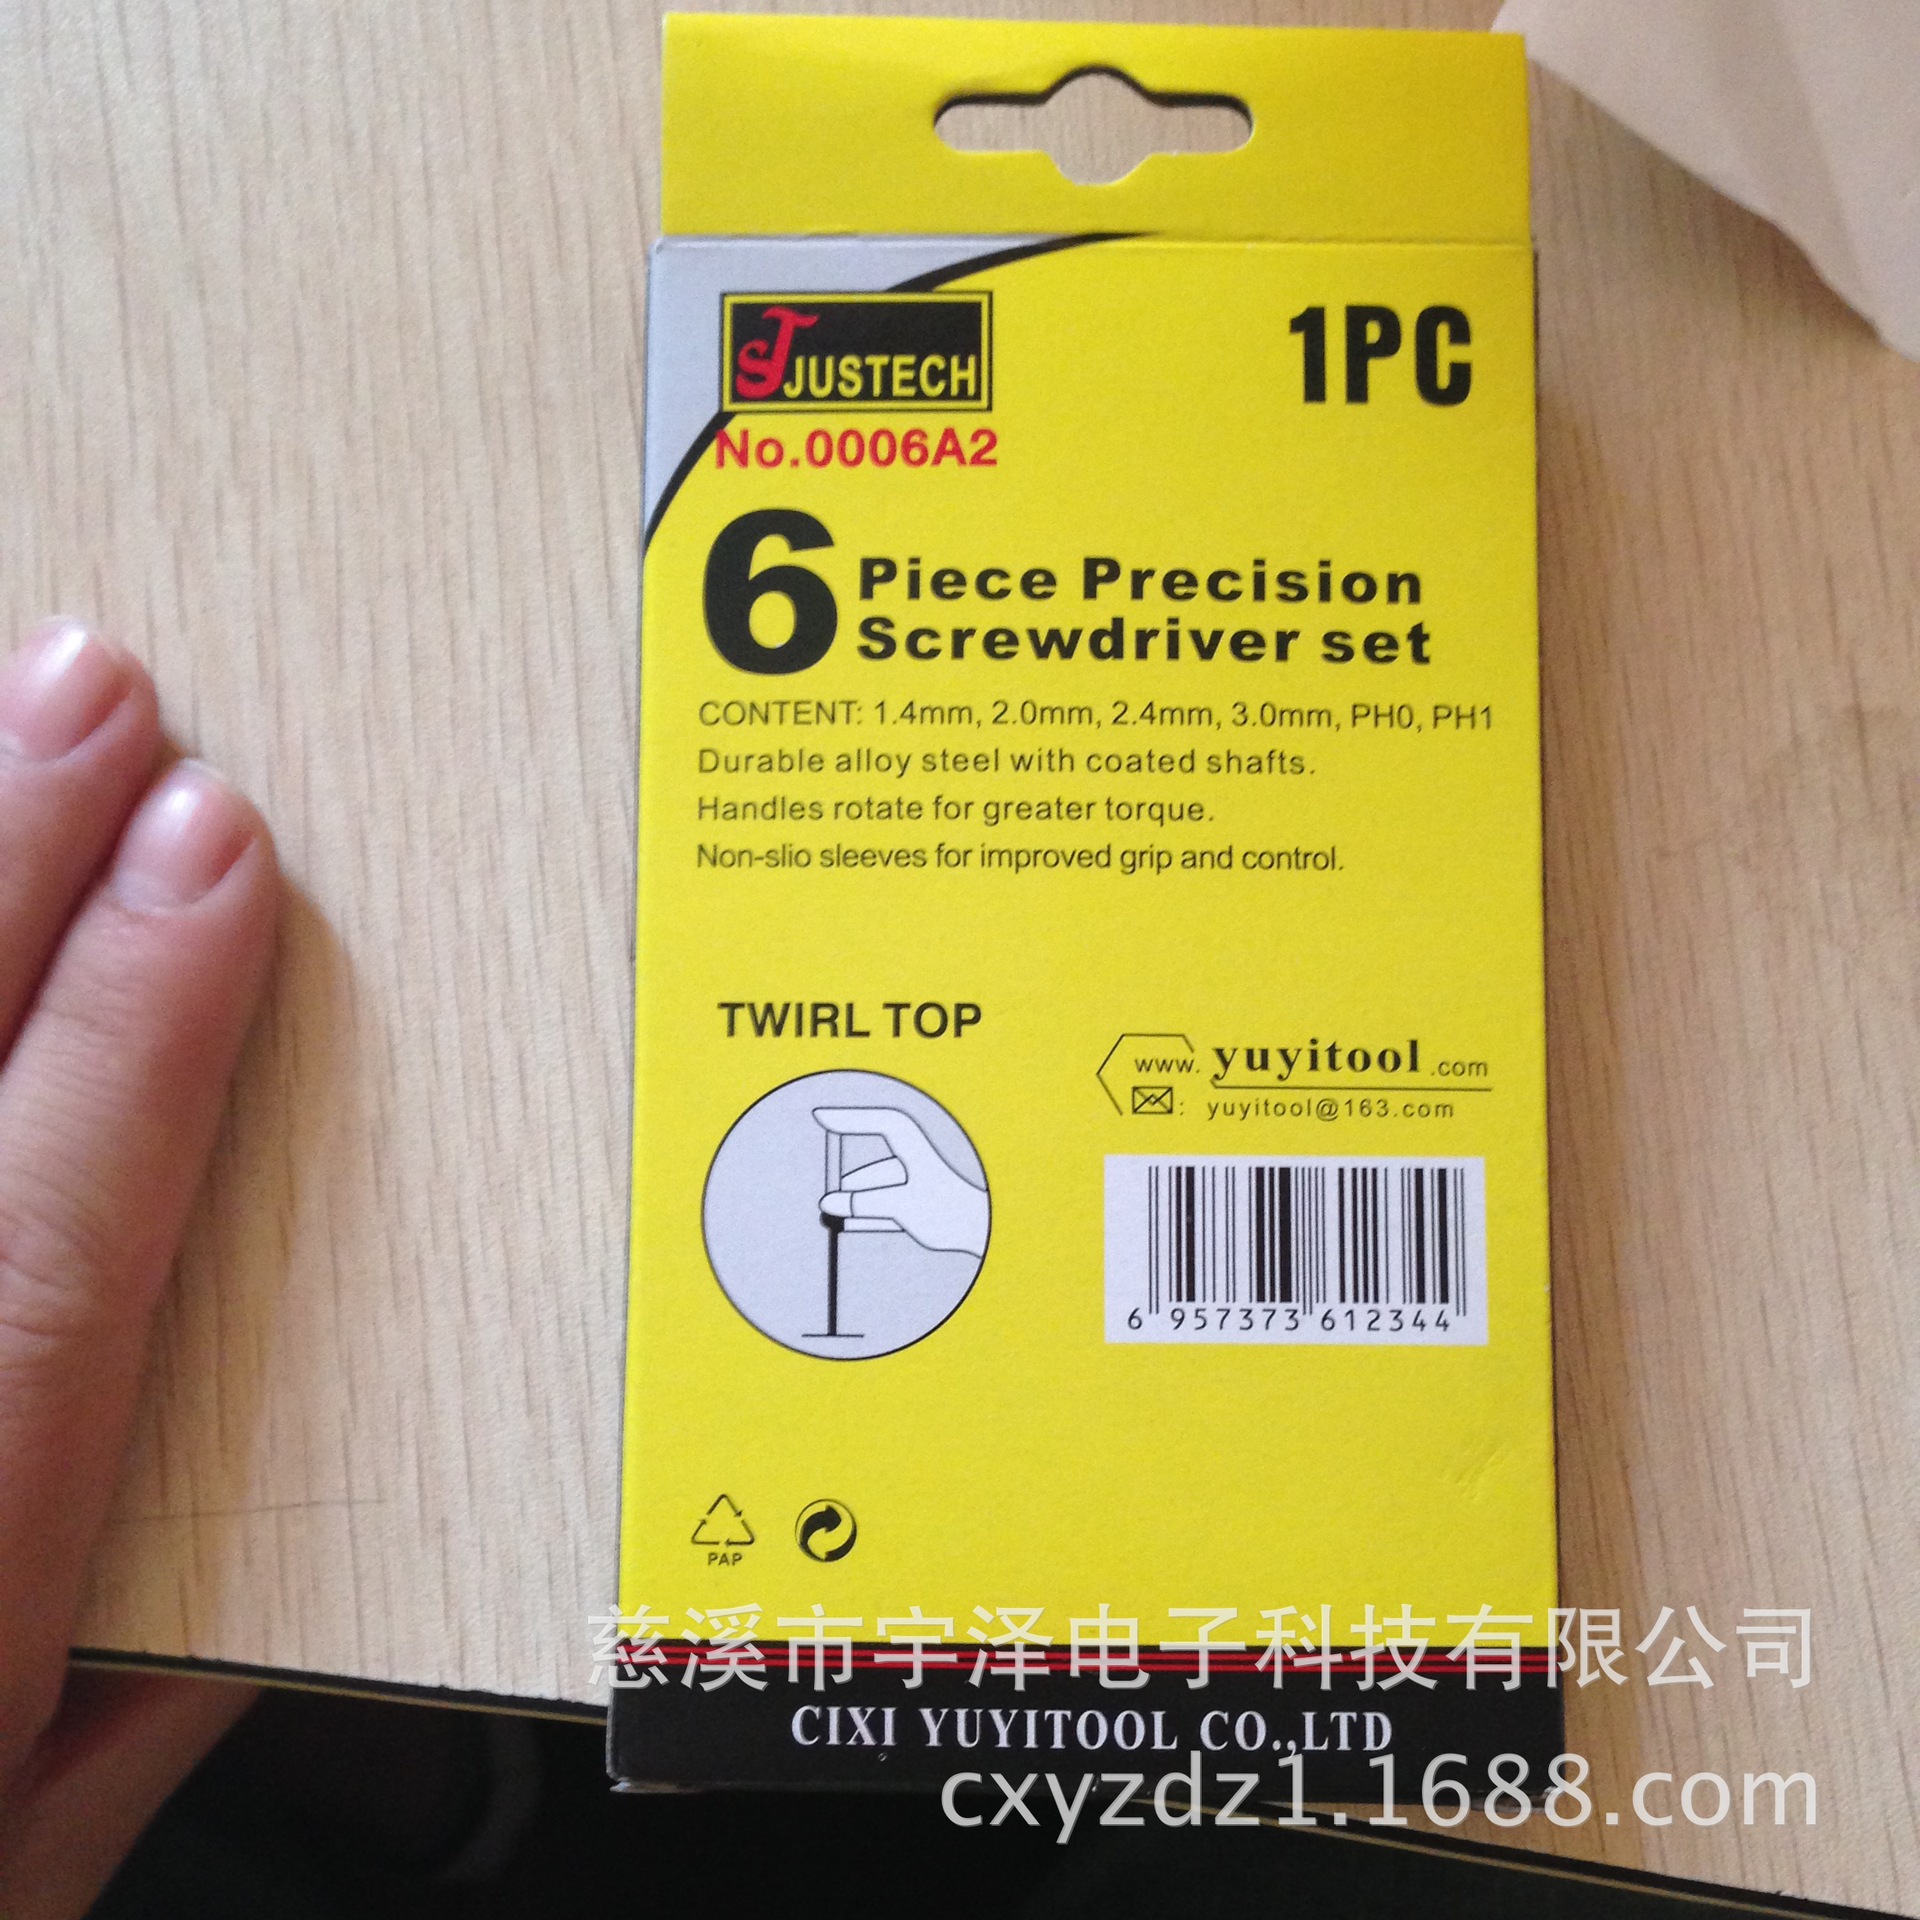 JUSTECH
1PC
No.0006A2
6 Piece Precision
Screwdriver set
CONTENT: 1.4mm, 2.0mm, 2.4mm, 3.0mm, PH0, PH1
Durable alloy steel with coated shafts.
Handles rotate for greater torque.
Non-slio sleeves for improved grip and control.
TWIRL TOP
www.yuyitool.com
: yuyitool@163.com
6 957373 612344
PAP
慈溪市宇泽电子科技有限公司
CIXI YUYITOOL CO.,LTD
cxyzdz1.1688.com